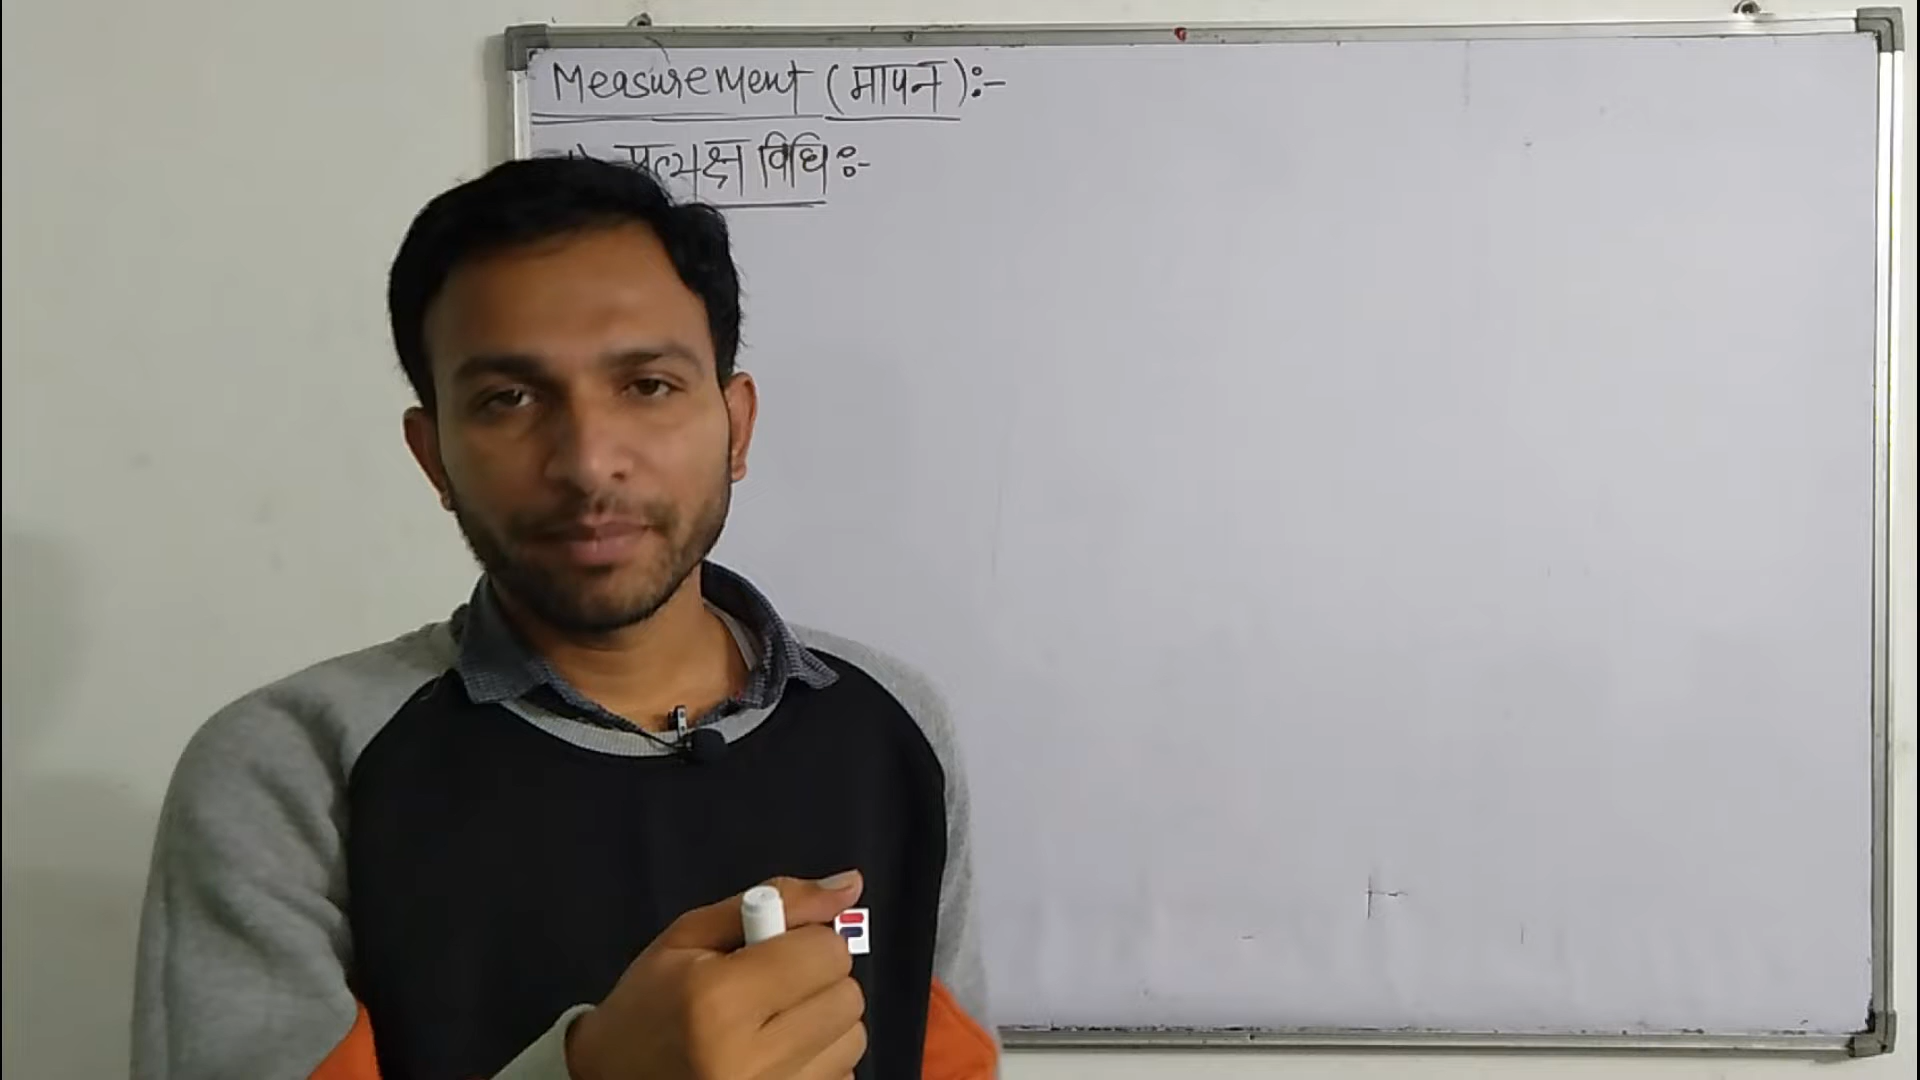 Measurement (मापन):-
प्रत्यक्ष विधि:-